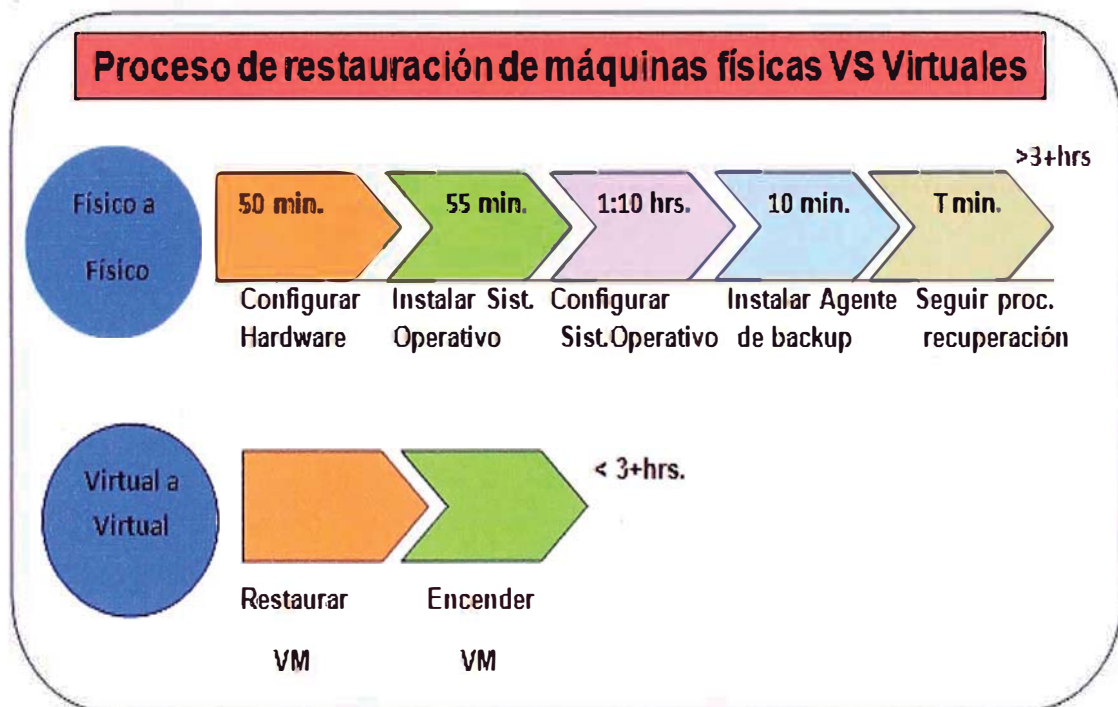 Proceso de restauración de máquinas físicas VS Virtuales
>3+hrs
Físico a
Físico
50 min.
55 min.
1:10 hrs.
10 min.
T min.
Configurar
Hardware
Instalar Sist.
Operativo
Configurar
Sist.Operativo
Instalar Agente
de backup
Seguir proc.
recuperación
Virtual a
Virtual
< 3+hrs.
Restaurar
VM
Encender
VM